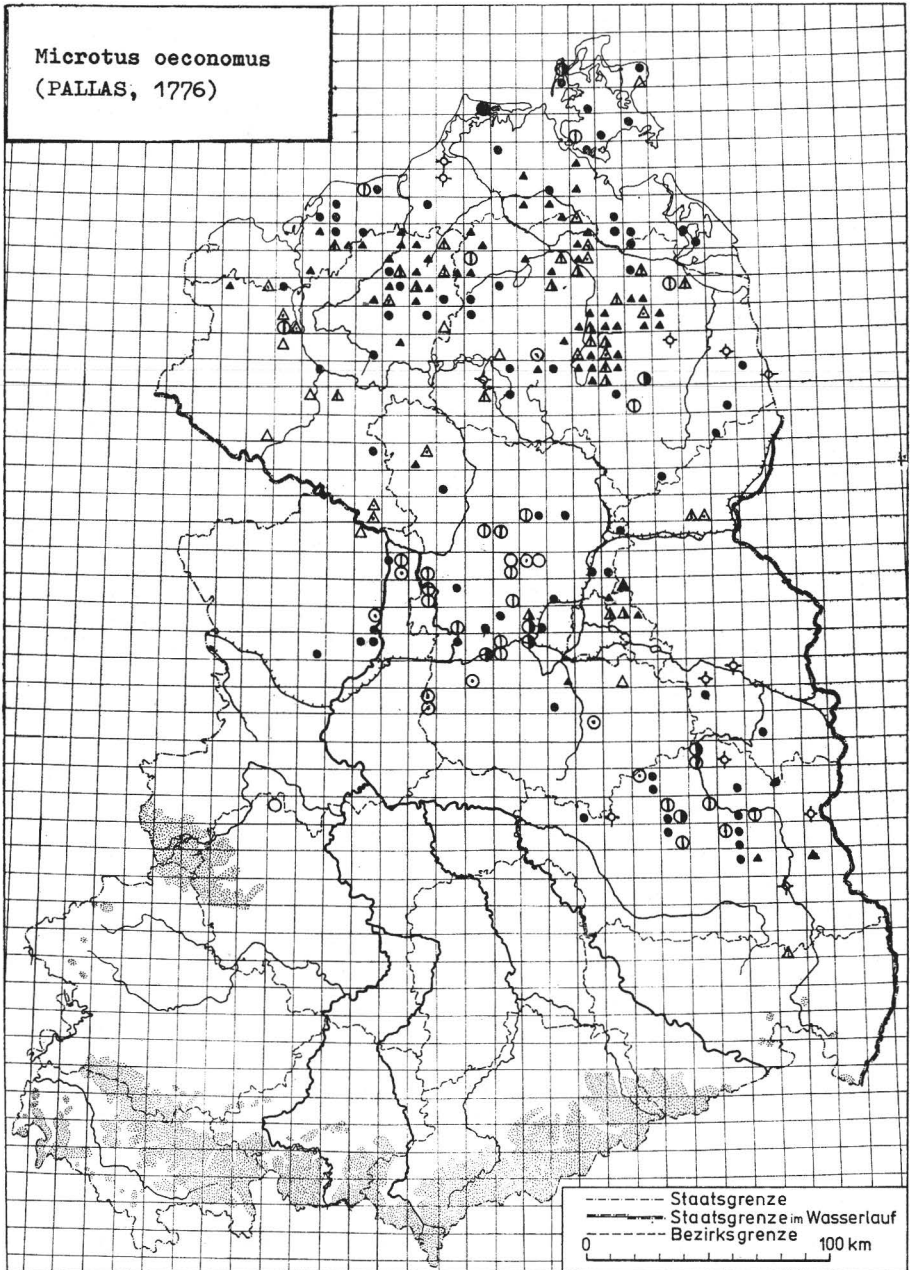 Microtus oeconomus
(PALLAS, 1776)
Staatsgrenze
Staatsgrenze im Wasserlauf
Bezirksgrenze
0 100 km